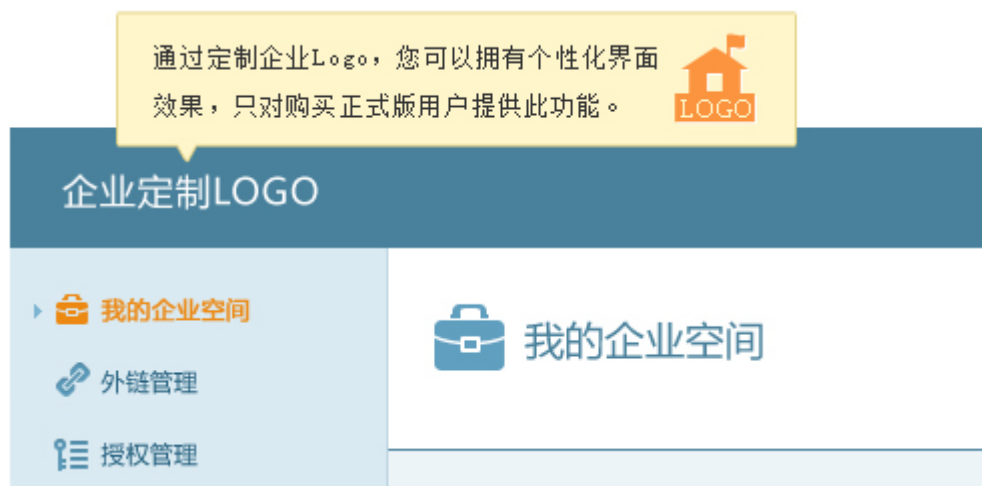 通过定制企业Logo，您可以拥有个性化界面
效果，只对购买正式版用户提供此功能。
LOGO
企业定制LOGO
我的企业空间
我的企业空间
外链管理
授权管理